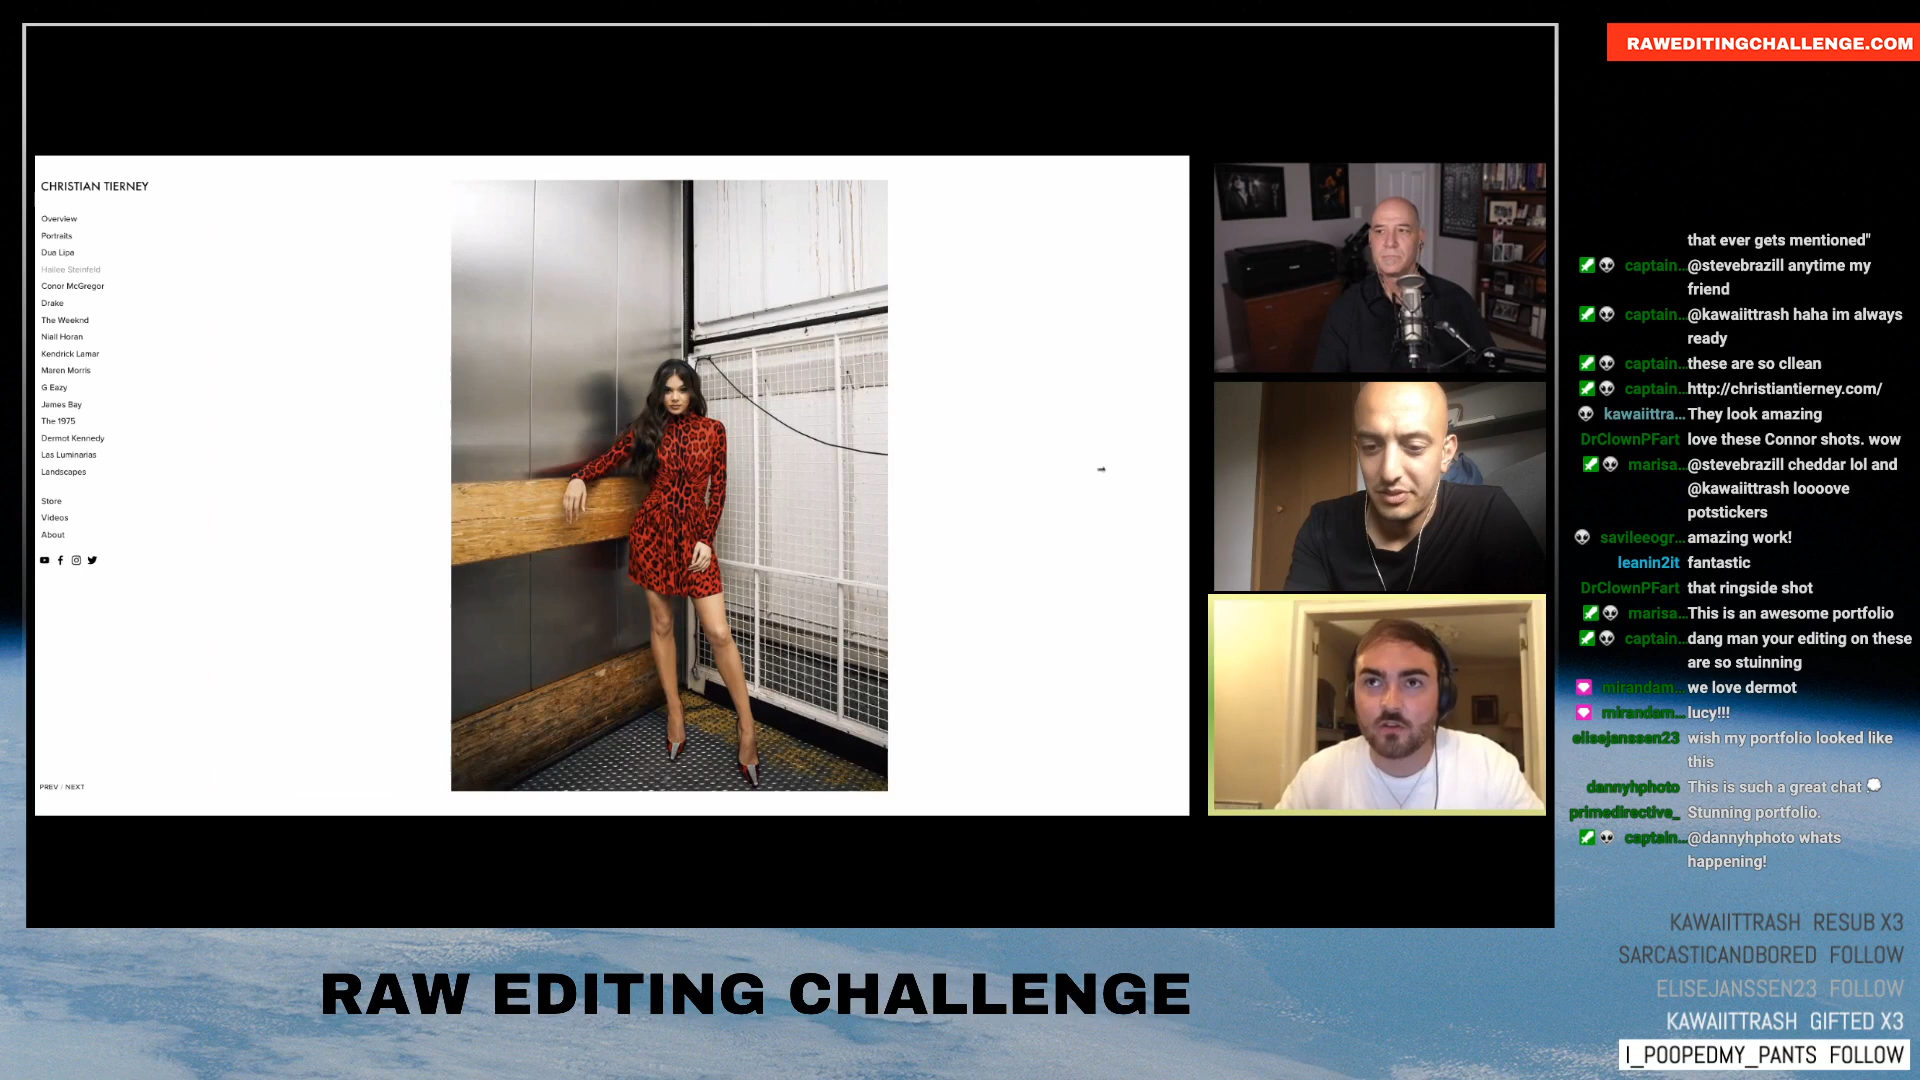 RAWEDITINGCHALLENGE.COM
CHRISTIAN TIERNEY
Overview
Portraits
Dua Lipa
Hailee Steinfeld
Conor McGregor
Drake
The Weeknd
Niall Horan
Kendrick Lamar
Maren Morris
G Eazy
James Bay
The 1975
Dermot Kennedy
Las Luminarias
Landscapes
Store
Videos
About
PREV / NEXT
that ever gets mentioned"
captain... @stevebrazill anytime my
friend
captain... @kawaiittrash haha im always
ready
captain... these are so cllean
captain... http://christiantierney.com/
kawaiittra... They look amazing
DrClownPFart love these Connor shots. wow
marisa... @stevebrazill cheddar lol and
@kawaiittrash loooove
potstickers
savileeogr... amazing work!
leanin2it fantastic
DrClownPFart that ringside shot
marisa... This is an awesome portfolio
captain... dang man your editing on these
are so stuinning
mirandam... we love dermot
mirandam... lucy!!!
elisejanssen23 wish my portfolio looked like
this
dannyhphoto This is such a great chat
primedirective_ Stunning portfolio.
captain... @dannyhphoto whats
happening!
KAWAIITTRASH RESUB X3
SARCASTICANDBORED FOLLOW
ELISEJANSSEN23 FOLLOW
KAWAIITTRASH GIFTED X3
I_POOPEDMY_PANTS FOLLOW
RAW EDITING CHALLENGE